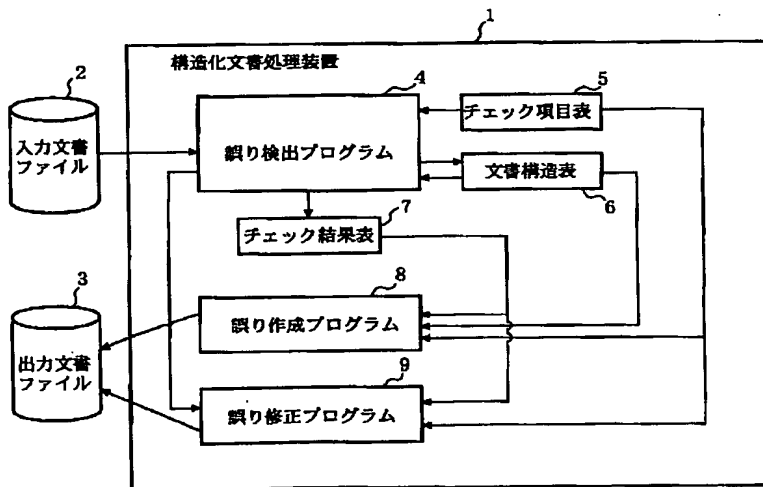 1
構造化文書処理装置
2
4
5
入力文書
ファイル
誤り検出プログラム
チェック項目表
文書構造表
6
7
チェック結果表
3
8
出力文書
ファイル
誤り作成プログラム
9
誤り修正プログラム